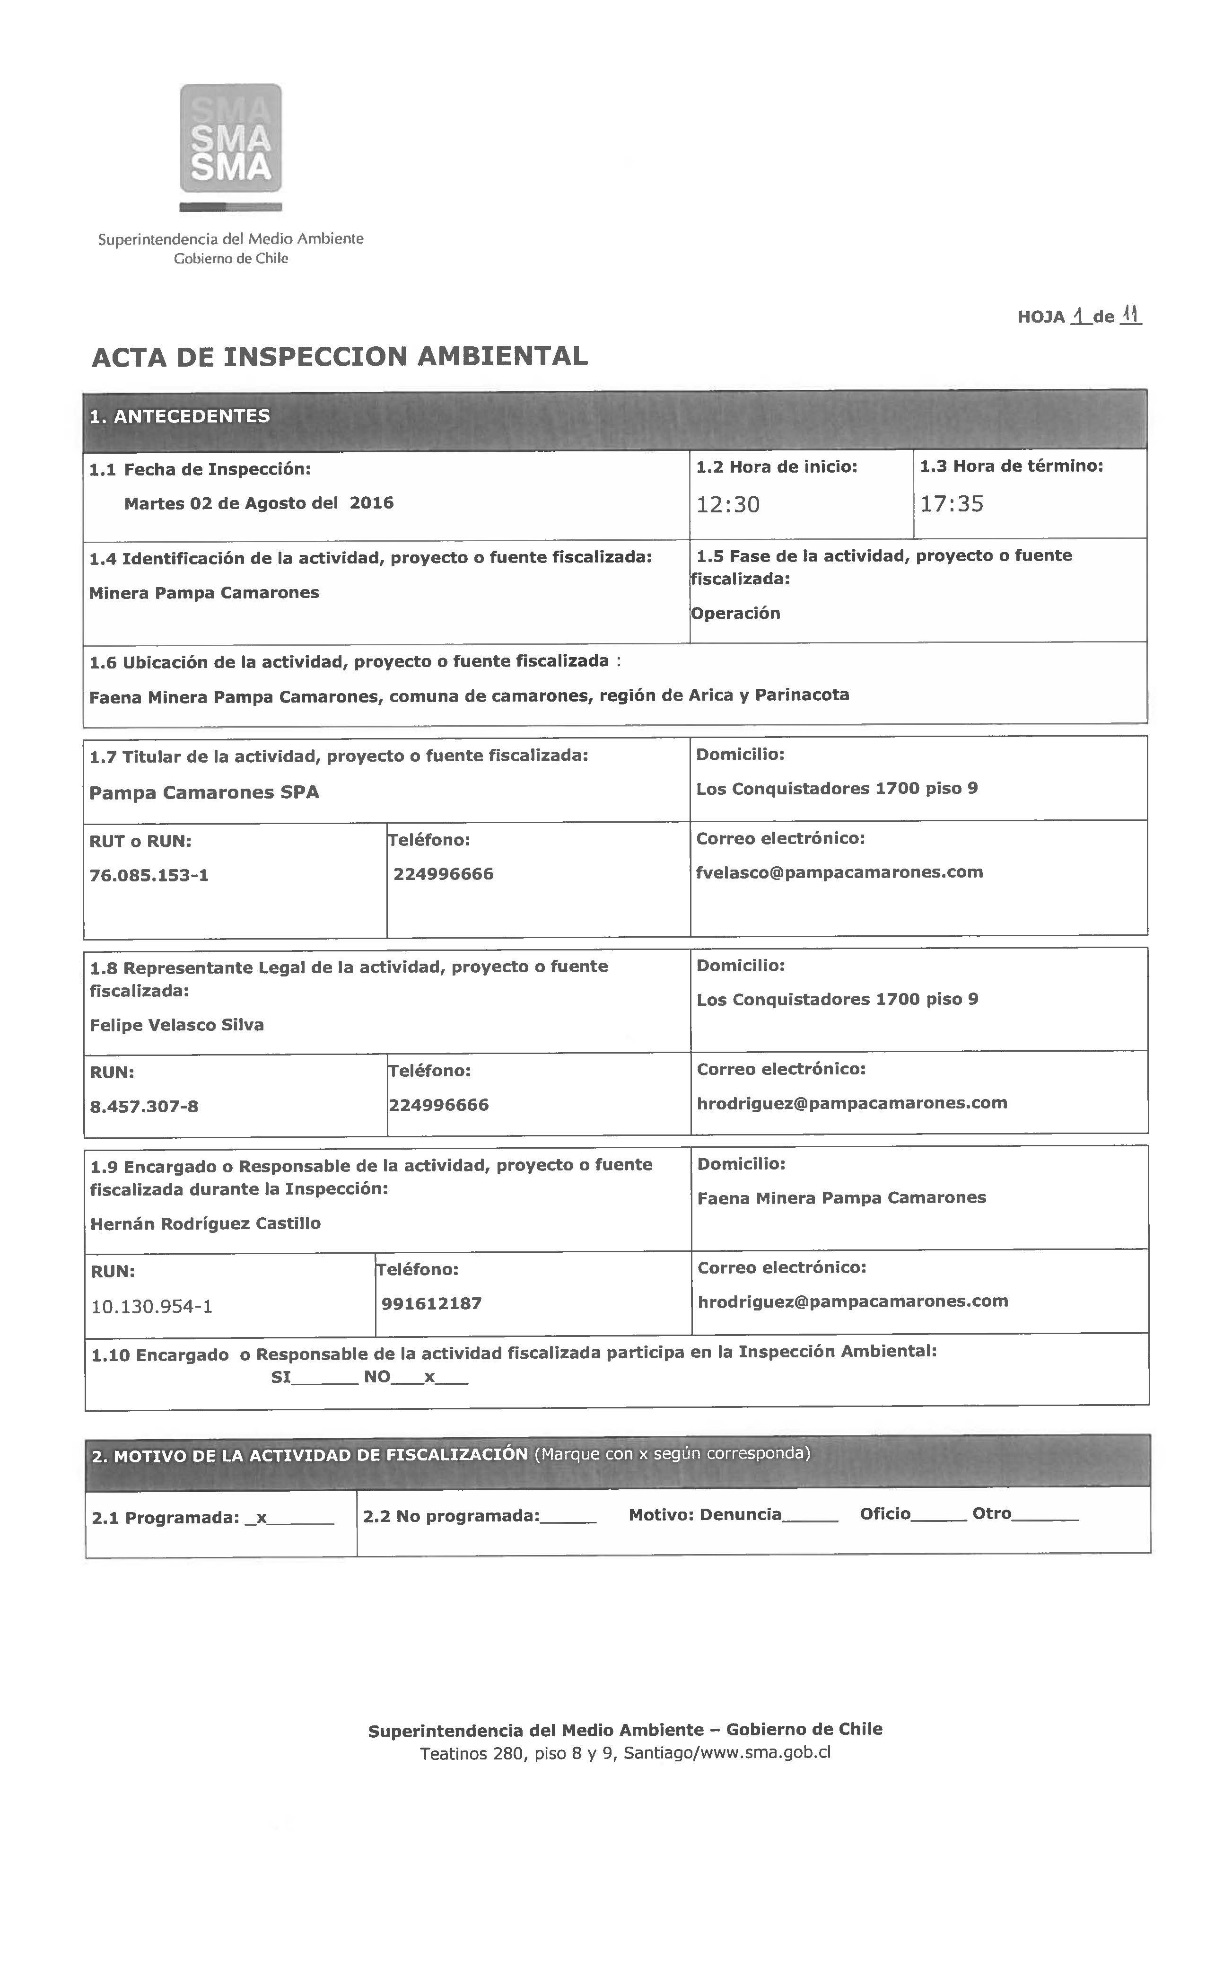 SMA
SMA
SMA
Superintendencia del Medio Ambiente
Gobierno de Chile
HOJA 1 de 11
ACTA DE INSPECCION AMBIENTAL
1. ANTECEDENTES
1.1 Fecha de Inspección:
Martes 02 de Agosto del 2016
1.2 Hora de inicio:
12:30
1.3 Hora de término:
17:35
1.4 Identificación de la actividad, proyecto o fuente fiscalizada:
Minera Pampa Camarones
1.5 Fase de la actividad, proyecto o fuente
fiscalizada:
Operación
1.6 Ubicación de la actividad, proyecto o fuente fiscalizada :
Faena Minera Pampa Camarones, comuna de camarones, región de Arica y Parinacota
1.7 Titular de la actividad, proyecto o fuente fiscalizada:
Pampa Camarones SPA
Domicilio:
Los Conquistadores 1700 piso 9
RUT o RUN:
76.085.153-1
Teléfono:
224996666
Correo electrónico:
fvelasco@pampacamarones.com
1.8 Representante Legal de la actividad, proyecto o fuente
fiscalizada:
Felipe Velasco Silva
Domicilio:
Los Conquistadores 1700 piso 9
RUN:
8.457.307-8
Teléfono:
224996666
Correo electrónico:
hrodriguez@pampacamarones.com
1.9 Encargado o Responsable de la actividad, proyecto o fuente
fiscalizada durante la Inspección:
Hernán Rodríguez Castillo
Domicilio:
Faena Minera Pampa Camarones
RUN:
10.130.954-1
Teléfono:
991612187
Correo electrónico:
hrodriguez@pampacamarones.com
1.10 Encargado o Responsable de la actividad fiscalizada participa en la Inspección Ambiental:
SI______ NO___x___
2. MOTIVO DE LA ACTIVIDAD DE FISCALIZACIÓN (Marque con x según corresponda)
2.1 Programada: _x______
2.2 No programada:_____ Motivo: Denuncia_____ Oficio_____ Otro______
Superintendencia del Medio Ambiente – Gobierno de Chile
Teatinos 280, piso 8 y 9, Santiago/www.sma.gob.cl